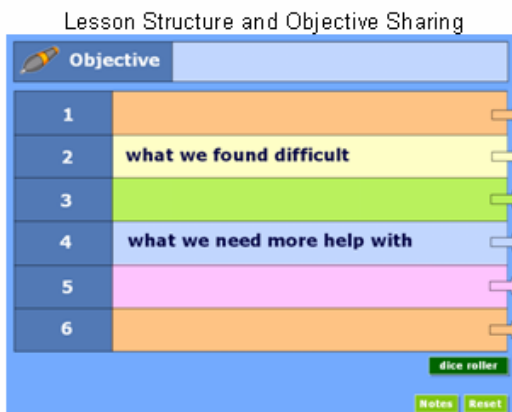 Lesson Structure and Objective Sharing
Objective
1
2 what we found difficult
3
4 what we need more help with
5
6
dice roller
Notes Reset